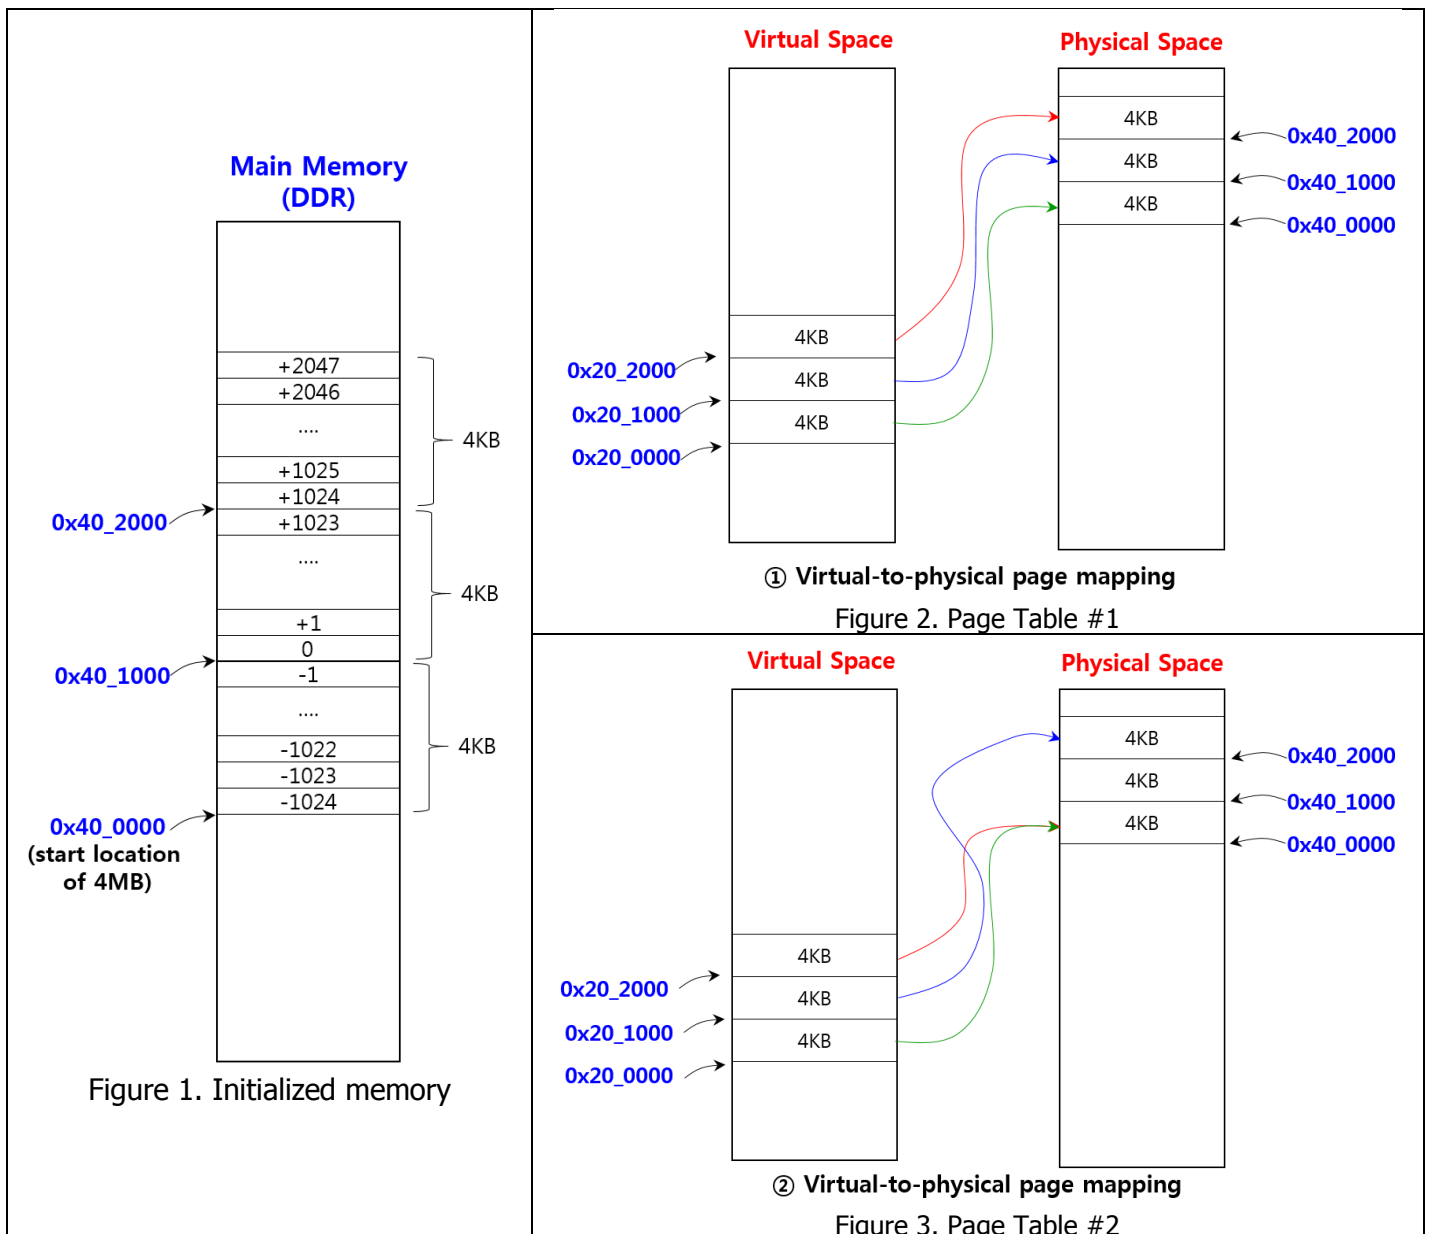 Main Memory
(DDR)
+2047
+2046
....
4KB
+1025
+1024
0x40_2000
+1023
....
4KB
+1
0
0x40_1000
-1
....
4KB
-1022
-1023
-1024
0x40_0000
(start location
of 4MB)
Figure 1. Initialized memory
Virtual Space
Physical Space
4KB
0x40_2000
4KB
0x40_1000
4KB
0x40_0000
4KB
0x20_2000
4KB
0x20_1000
4KB
0x20_0000
① Virtual-to-physical page mapping
Figure 2. Page Table #1
Virtual Space
Physical Space
4KB
0x40_2000
4KB
0x40_1000
4KB
0x40_0000
4KB
0x20_2000
4KB
0x20_1000
4KB
0x20_0000
② Virtual-to-physical page mapping
Figure 3. Page Table #2